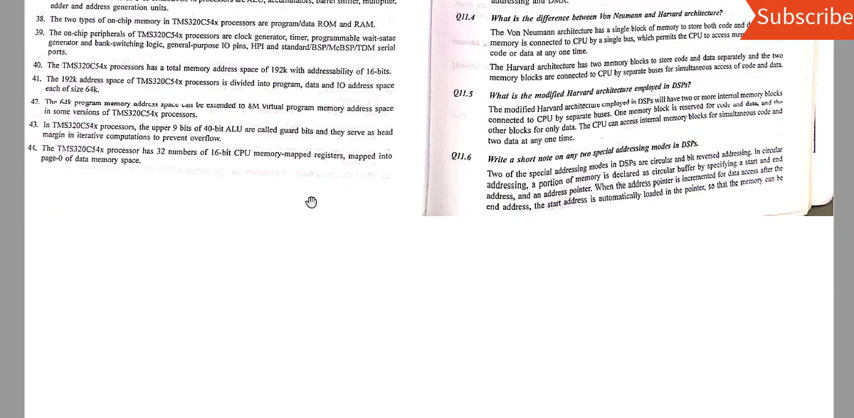 adder and address generation units.
38. The two types of on-chip memory in TMS320C54x processors are program/data ROM and RAM.
39. The on-chip peripherals of TMS320C54x processors are clock generator, timer, programmable wait-satae
generator and bank-switching logic, general-purpose IO pins, HPI and standard/BSP/McBSP/TDM serial
ports.
40. The TMS320C54x processors has a total memory address space of 192k with addressability of 16-bits.
41. The 192k address space of TMS320C54x processors is divided into program, data and IO address space
each of size 64k.
42. The 64k program memory address space can be extended to 8M virtual program memory address space
in some versions of TMS320C54x processors.
43. In TMS320C54x processors, the upper 9 bits of 40-bit ALU are called guard bits and they serve as head
margin in iterative computations to prevent overflow.
44. The TMS320C54x processor has 32 numbers of 16-bit CPU memory-mapped registers, mapped into
page-0 of data memory space.
addressing and DMA.
Q11.4 What is the difference between Von Neumann and Harvard architecture?
The Von Neumann architecture has a single block of memory to store both code and
memory is connected to CPU by a single bus, which permits the CPU to access
code or data at any one time.
The Harvard architecture has two memory blocks to store code and data separately and the two
memory blocks are connected to CPU by separate buses for simultaneous access of code and data.
Q11.5 What is the modified Harvard architecture employed in DSPs?
The modified Harvard architecture employed in DSPs will have two or more internal memory blocks
connected to CPU by separate buses. One memory block is reserved for code and data, and the
other blocks for only data. The CPU can access internal memory blocks for simultaneous code and
two data at any one time.
Q11.6 Write a short note on any two special addressing modes in DSPs.
Two of the special addressing modes in DSPs are circular and bit reversed addressing. In circular
addressing, a portion of memory is declared as circular buffer by specifying a start and end
address, and an address pointer. When the address pointer is incremented for data access after the
end address, the start address is automatically loaded in the pointer, so that the memory can be
Subscribe